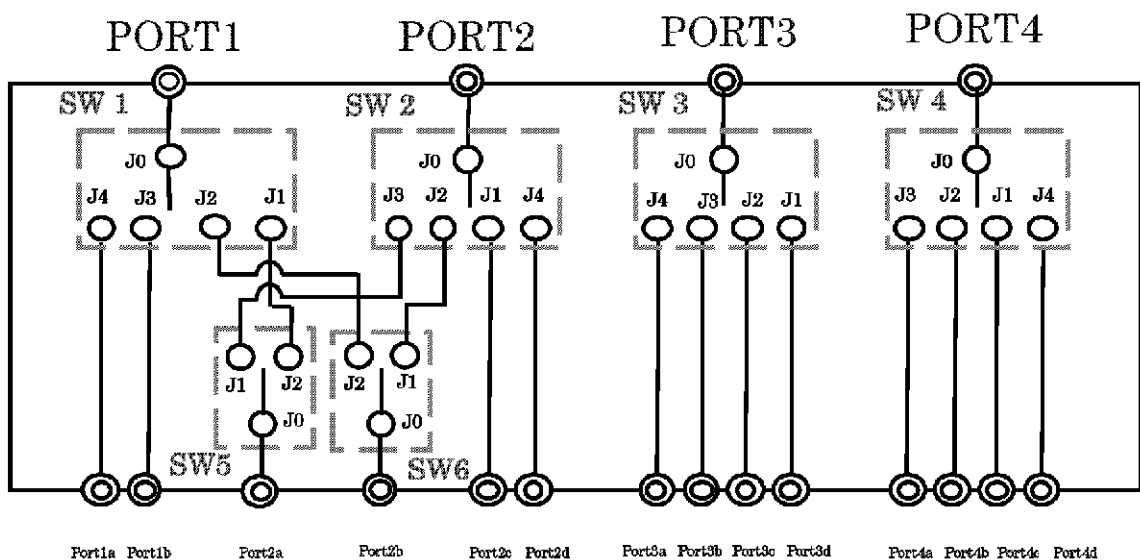 PORT1 PORT2 PORT3 PORT4
SW 1 SW 2 SW 3 SW 4
J0 J0 J0 J0
J4 J3 J2 J1 J3 J2 J1 J4 J4 J3 J2 J1 J3 J2 J1 J4
J1 J2 J2 J1
J0 J0
SW5 SW6
Port1a Port1b Port2a Port2b Port2c Port2d Port3a Port3b Port3c Port3d Port4a Port4b Port4c Port4d